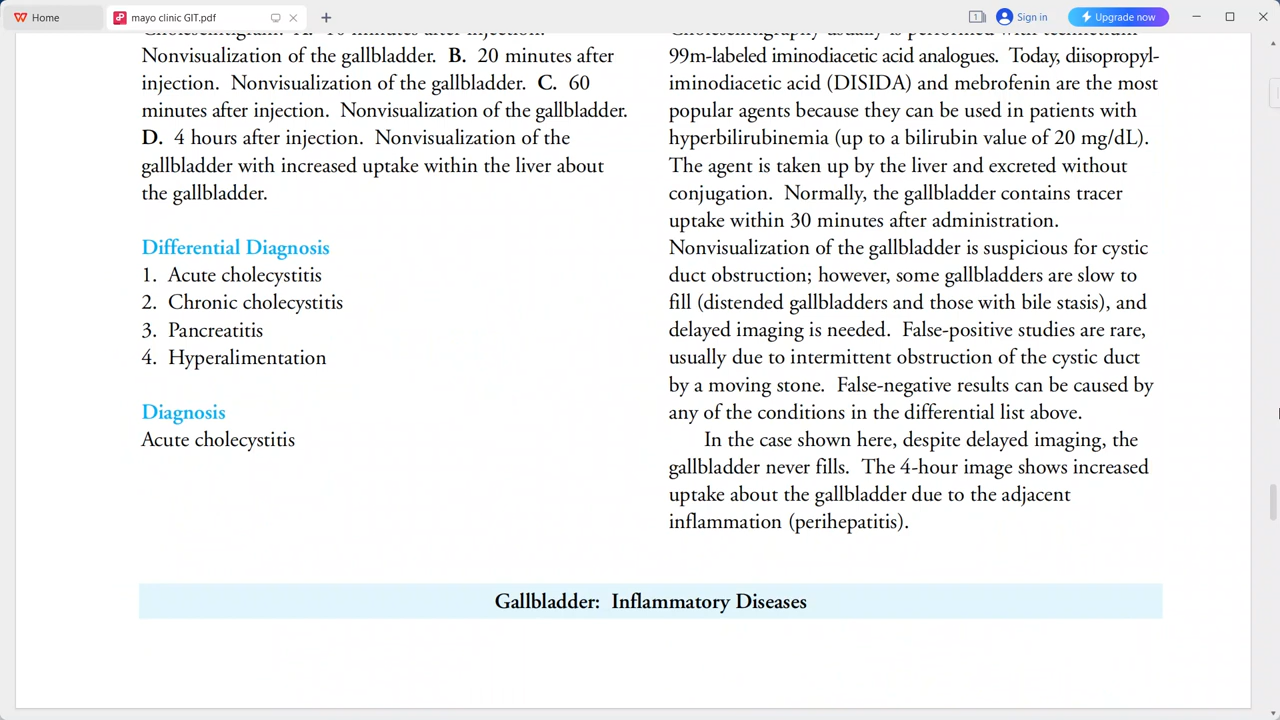 Home
mayo clinic GIT.pdf
1
Sign in
Upgrade now
Nonvisualization of the gallbladder. B. 20 minutes after
injection. Nonvisualization of the gallbladder. C. 60
minutes after injection. Nonvisualization of the gallbladder.
D. 4 hours after injection. Nonvisualization of the
gallbladder with increased uptake within the liver about
the gallbladder.
Differential Diagnosis
1. Acute cholecystitis
2. Chronic cholecystitis
3. Pancreatitis
4. Hyperalimentation
Diagnosis
Acute cholecystitis
99m-labeled iminodiacetic acid analogues. Today, diisopropyl-
iminodiacetic acid (DISIDA) and mebrofenin are the most
popular agents because they can be used in patients with
hyperbilirubinemia (up to a bilirubin value of 20 mg/dL).
The agent is taken up by the liver and excreted without
conjugation. Normally, the gallbladder contains tracer
uptake within 30 minutes after administration.
Nonvisualization of the gallbladder is suspicious for cystic
duct obstruction; however, some gallbladders are slow to
fill (distended gallbladders and those with bile stasis), and
delayed imaging is needed. False-positive studies are rare,
usually due to intermittent obstruction of the cystic duct
by a moving stone. False-negative results can be caused by
any of the conditions in the differential list above.
In the case shown here, despite delayed imaging, the
gallbladder never fills. The 4-hour image shows increased
uptake about the gallbladder due to the adjacent
inflammation (perihepatitis).
Gallbladder: Inflammatory Diseases